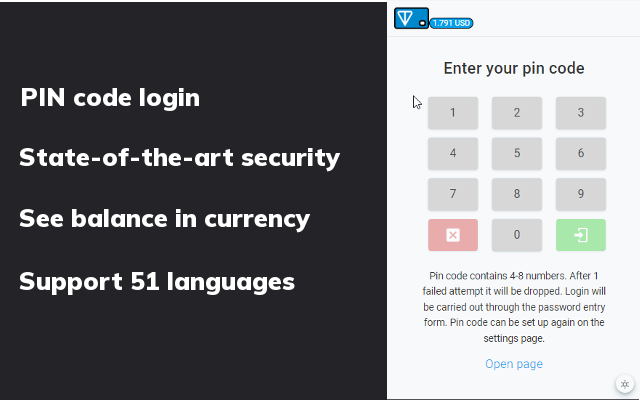 PIN code login
State-of-the-art security
See balance in currency
Support 51 languages
1.791 USD
Enter your pin code
1 2 3
4 5 6
7 8 9
0
Pin code contains 4-8 numbers. After 1
failed attempt it will be dropped. Login will
be carried out through the password entry
form. Pin code can be set up again on the
settings page.
Open page